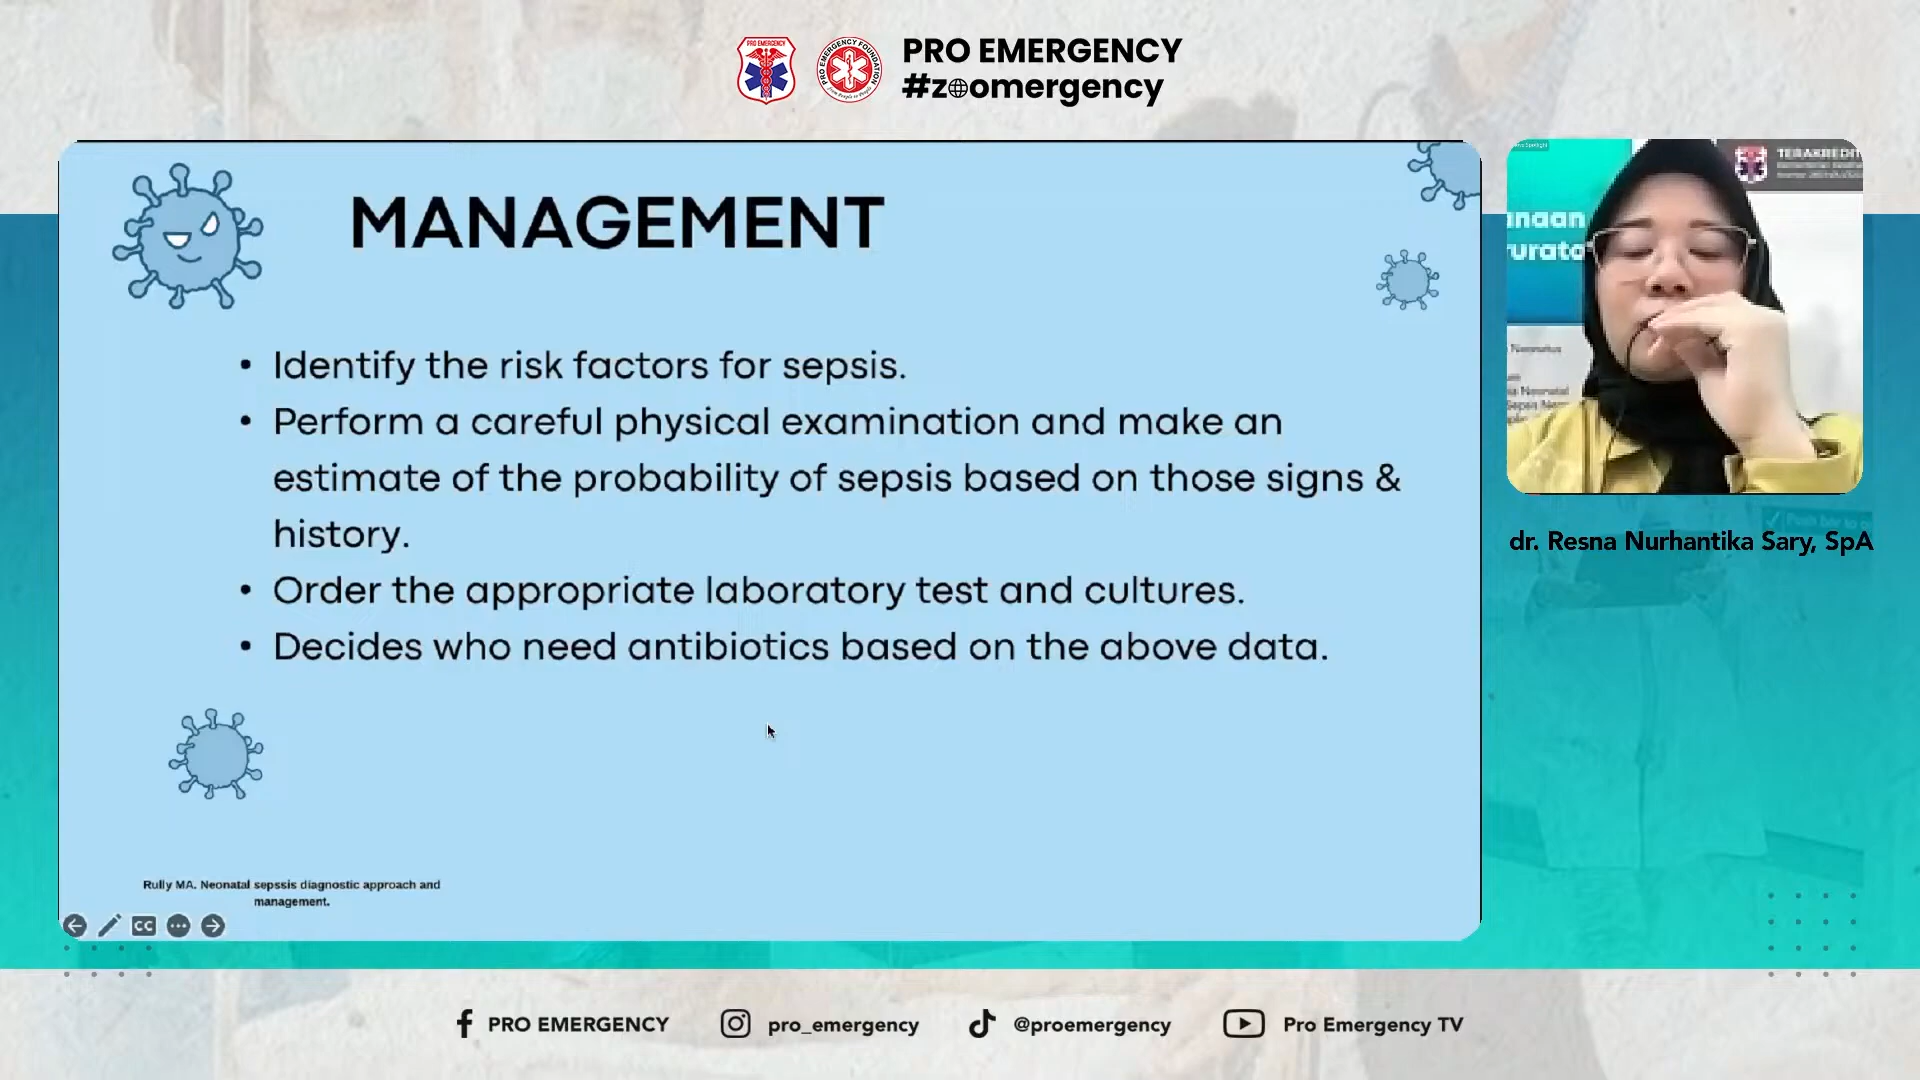 PRO EMERGENCY
PRO EMERGENCY
#zoomergency
MANAGEMENT
• Identify the risk factors for sepsis.
• Perform a careful physical examination and make an
estimate of the probability of sepsis based on those signs &
history.
• Order the appropriate laboratory test and cultures.
• Decides who need antibiotics based on the above data.
Rully MA. Neonatal sepssis diagnostic approach and
management.
CC
dr. Resna Nurhantika Sary, SpA
PRO EMERGENCY
pro_emergency
@proemergency
Pro Emergency TV